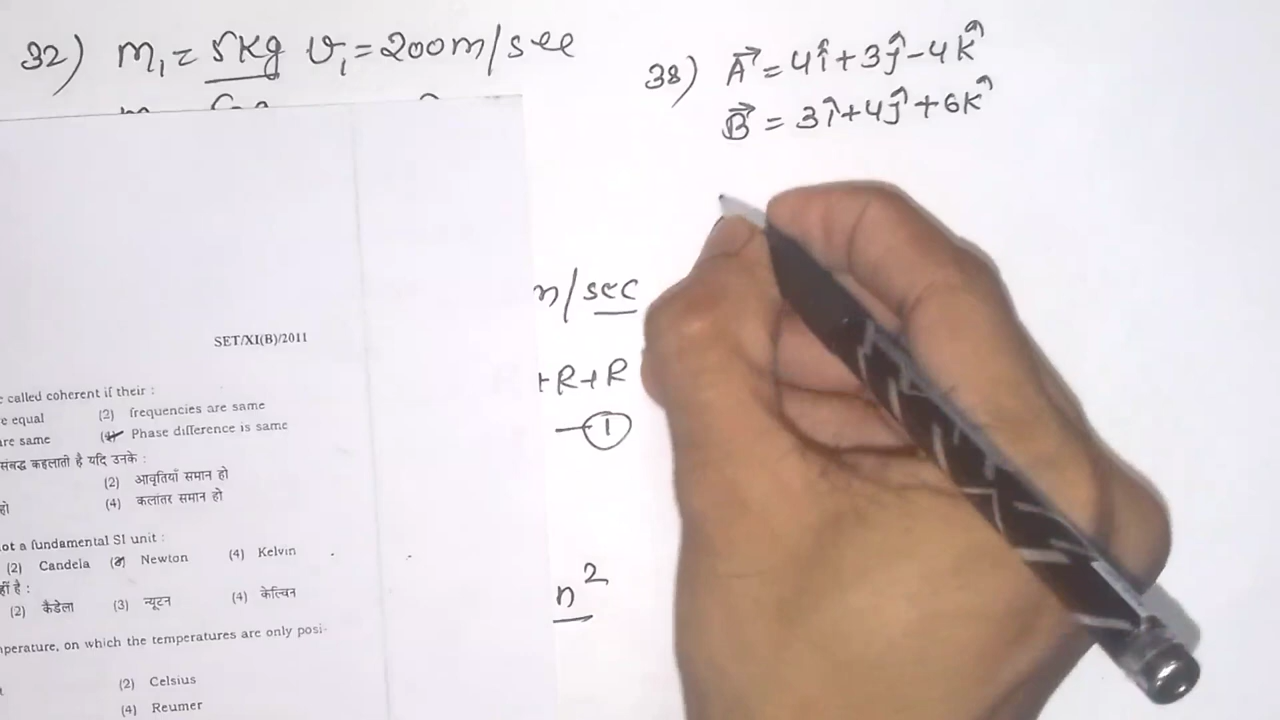 32) m₁ = 5kg v₁ = 200m/sec
38) A⃗ = 4î+3ĵ-4k̂
B⃗ = 3î+4ĵ+6k̂
/sec
+R+R
—①
n²
SET/XI(B)/2011
called coherent if their :
equal (2) frequencies are same
are same (4) Phase difference is same
संबद्ध कहलाती है यदि उनके :
(2) आवृतियाँ समान हो
हो (4) कलांतर समान हो
a fundamental SI unit :
(2) Candela (3) Newton (4) Kelvin
है :
(2) कैडेला (3) न्यूटन (4) केल्विन
on which the temperatures are only posi-
(2) Celsius
(4) Reumer